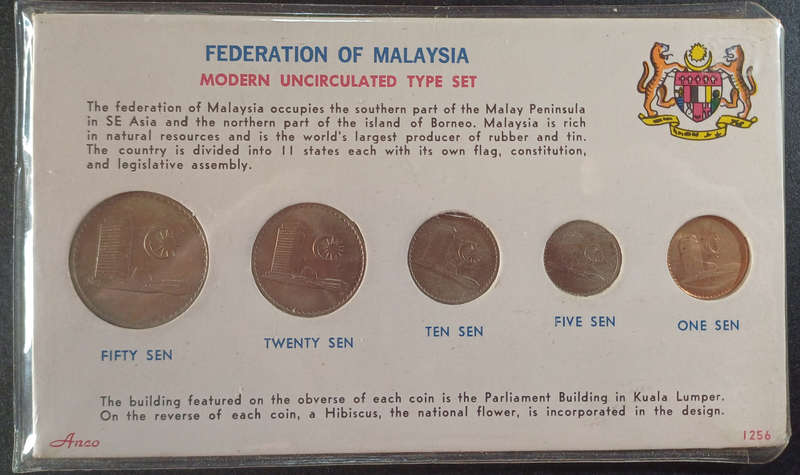 FEDERATION OF MALAYSIA
MODERN UNCIRCULATED TYPE SET
The federation of Malaysia occupies the southern part of the Malay Peninsula
in SE Asia and the northern part of the island of Borneo. Malaysia is rich
in natural resources and is the world's largest producer of rubber and tin.
The country is divided into 11 states each with its own flag, constitution,
and legislative assembly.
FIFTY SEN
TWENTY SEN
TEN SEN
FIVE SEN
ONE SEN
The building featured on the obverse of each coin is the Parliament Building in Kuala Lumper.
On the reverse of each coin, a Hibiscus, the national flower, is incorporated in the design.
Anco
1256